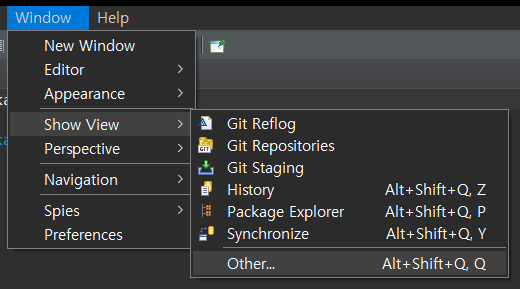 Window Help
New Window
Editor
Appearance
Show View
Perspective
Navigation
Spies
Preferences
Git Reflog
GIT Git Repositories
Git Staging
History Alt+Shift+Q, Z
Package Explorer Alt+Shift+Q, P
Synchronize Alt+Shift+Q, Y
Other... Alt+Shift+Q, Q